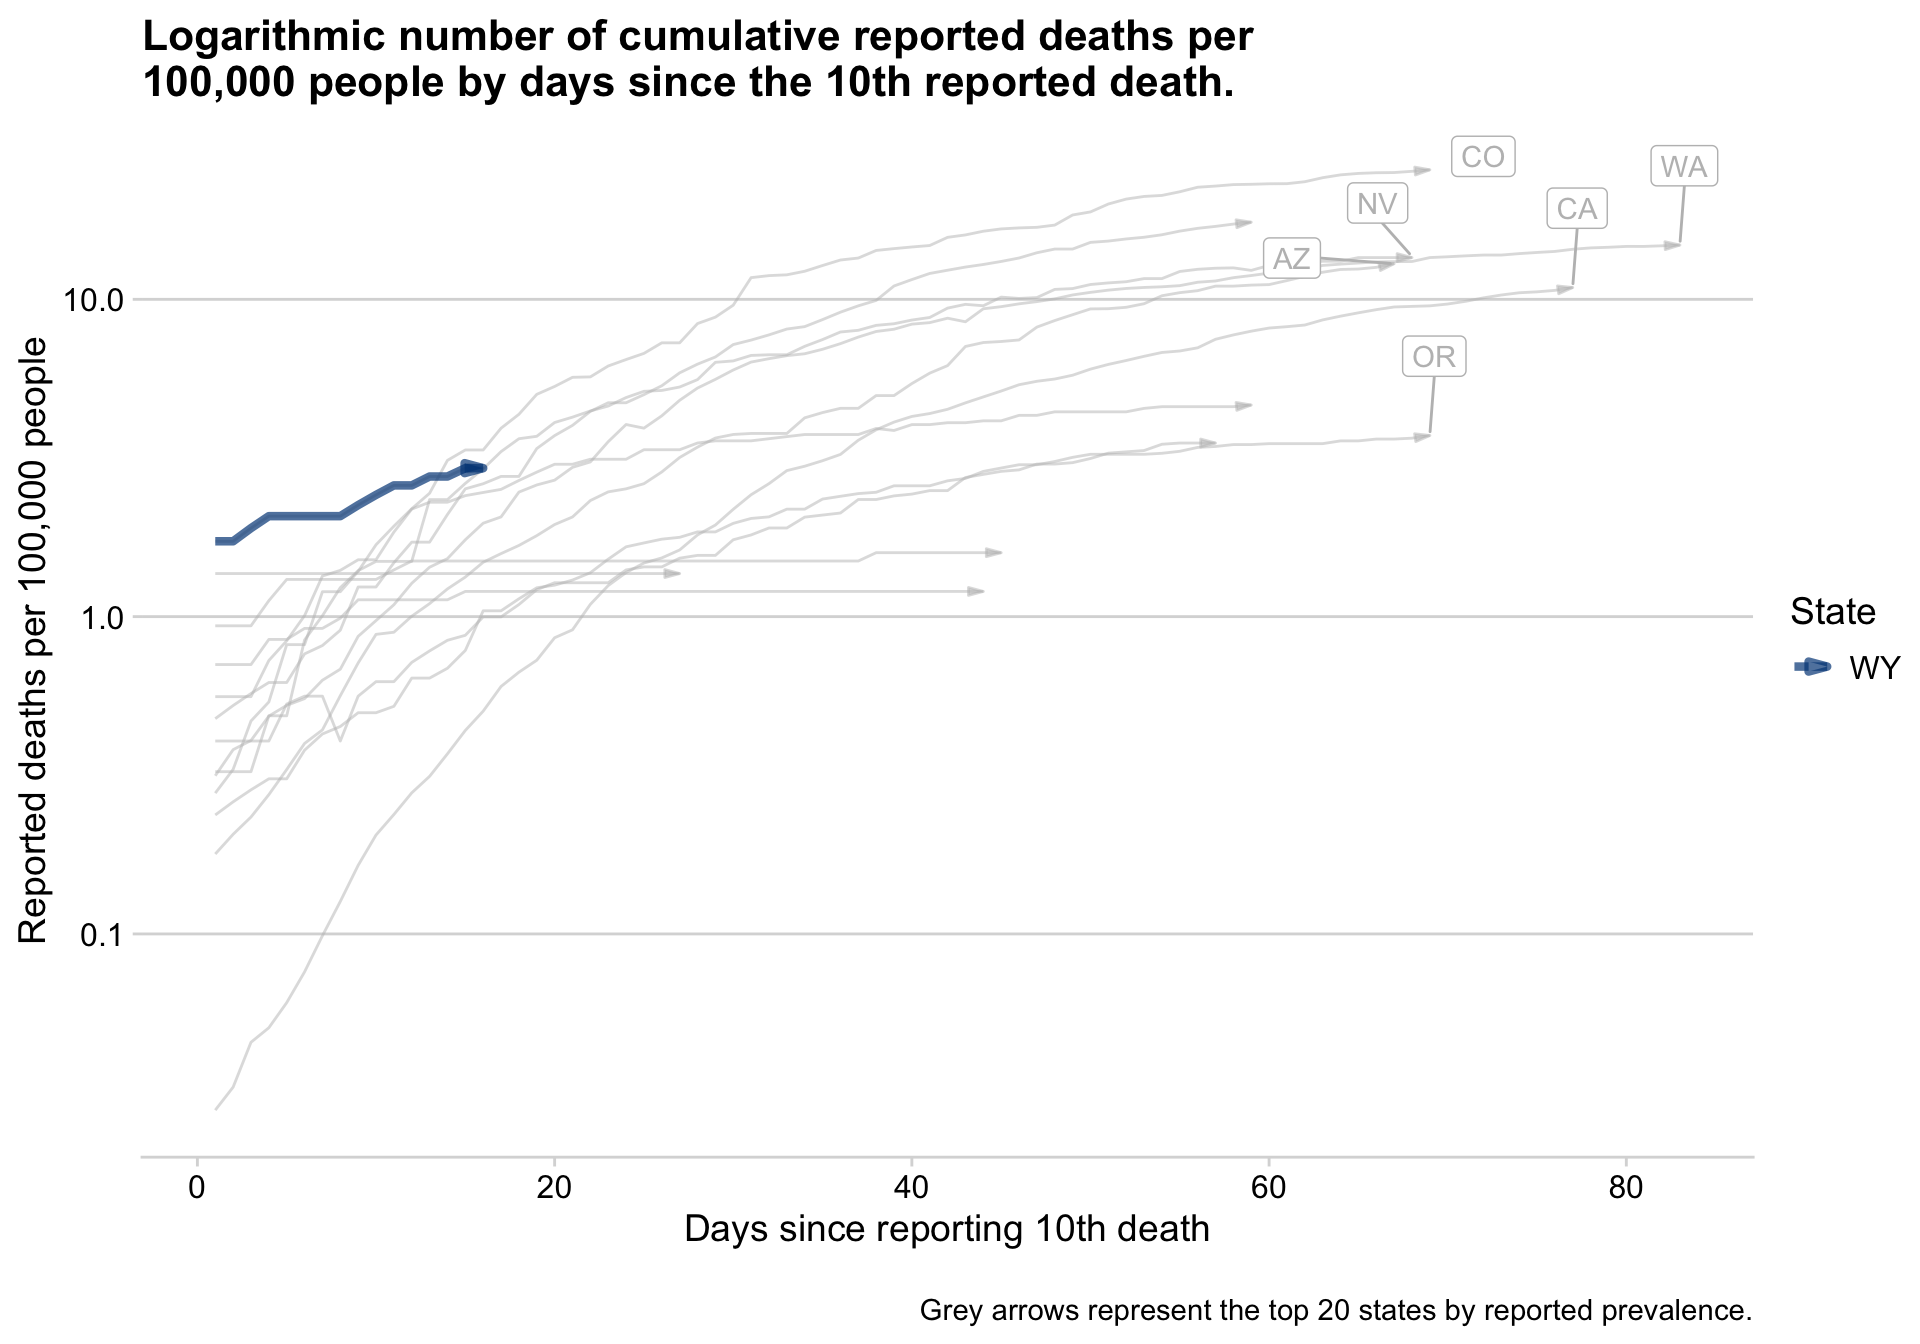 Logarithmic number of cumulative reported deaths per
100,000 people by days since the 10th reported death.
CO
WA
NV
CA
AZ
OR
10.0
1.0
0.1
Reported deaths per 100,000 people
State
WY
0
20
40
60
80
Days since reporting 10th death
Grey arrows represent the top 20 states by reported prevalence.